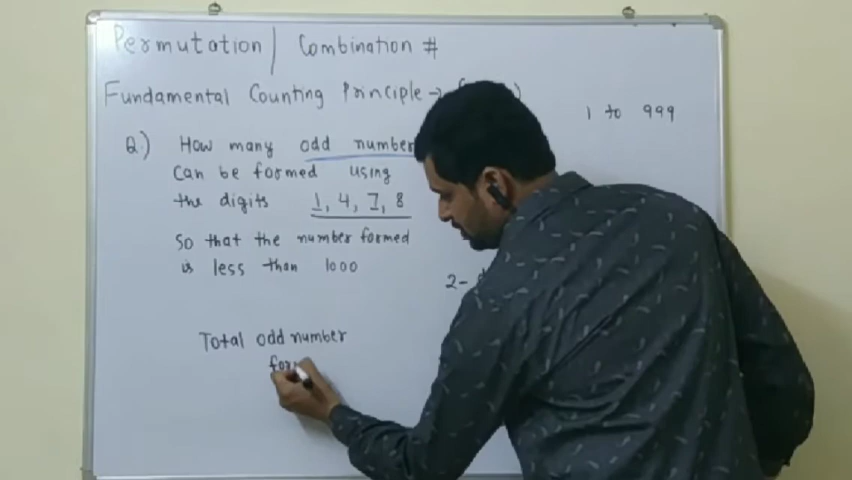 Permutation | Combination #
Fundamental Counting Principle →
1 to 999
Q.) How many odd number
can be formed using
the digits 1, 4, 7, 8
So that the number formed
is less than 1000
2-
Total odd number
for